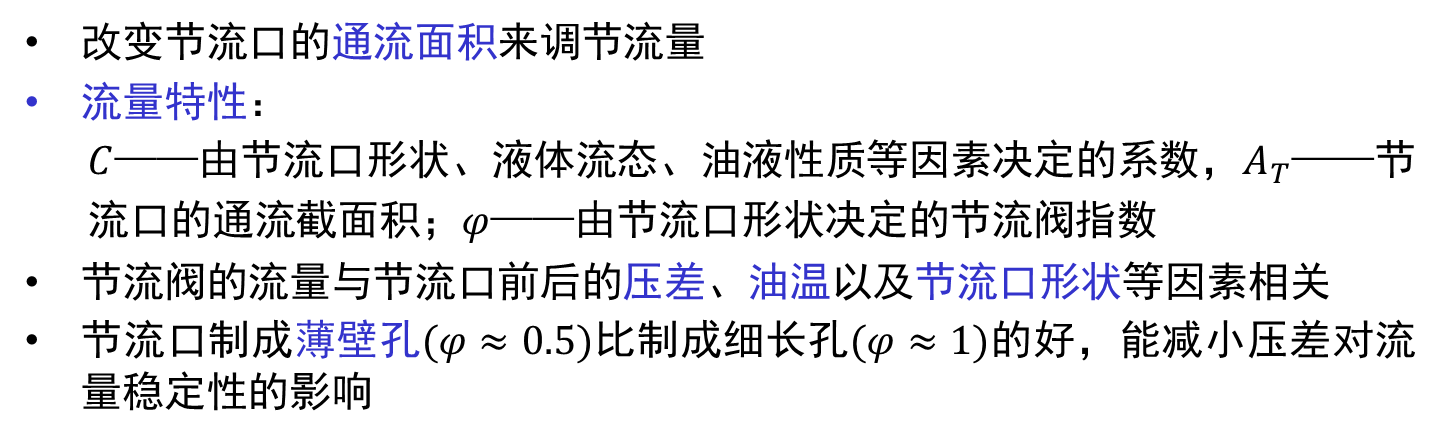 • 改变节流口的通流面积来调节流量
• 流量特性：
C——由节流口形状、液体流态、油液性质等因素决定的系数，A_T——节
流口的通流截面积；φ——由节流口形状决定的节流阀指数
• 节流阀的流量与节流口前后的压差、油温以及节流口形状等因素相关
• 节流口制成薄壁孔(φ ≈ 0.5)比制成细长孔(φ ≈ 1)的好，能减小压差对流
量稳定性的影响